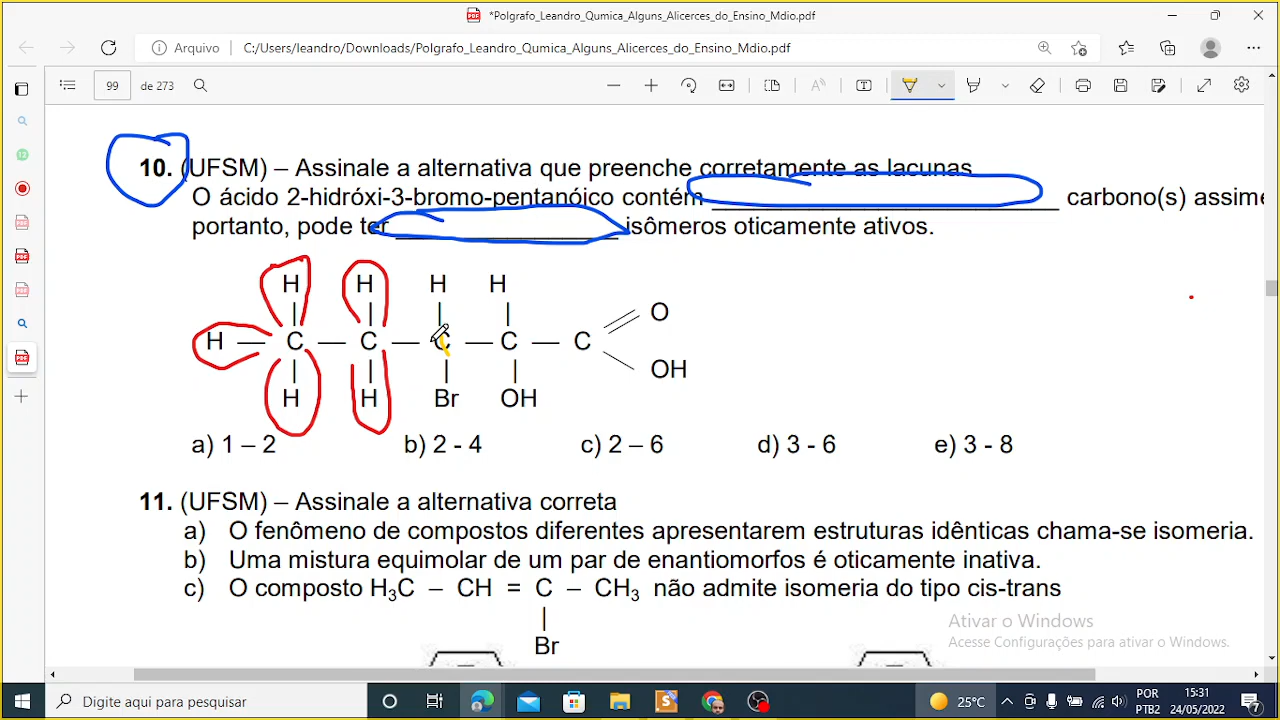 *Polgrafo_Leandro_Qumica_Alguns_Alicerces_do_Ensino_Mdio.pdf
Arquivo C:/Users/leandro/Downloads/Polgrafo_Leandro_Qumica_Alguns_Alicerces_do_Ensino_Mdio.pdf
99 de 273
10. (UFSM) – Assinale a alternativa que preenche corretamente as lacunas
O ácido 2-hidróxi-3-bromo-pentanóico contém ____________ carbono(s) assime
portanto, pode ter ____________ isômeros oticamente ativos.
H H H H
| | | | O
H — C — C — C — C — C
| | | | OH
H H Br OH
a) 1 – 2 b) 2 - 4 c) 2 – 6 d) 3 - 6 e) 3 - 8
11. (UFSM) – Assinale a alternativa correta
a) O fenômeno de compostos diferentes apresentarem estruturas idênticas chama-se isomeria.
b) Uma mistura equimolar de um par de enantiomorfos é oticamente inativa.
c) O composto H₃C – CH = C – CH₃ não admite isomeria do tipo cis-trans
|
Br
Ativar o Windows
Acesse Configurações para ativar o Windows.
Digite aqui para pesquisar 25°C POR 15:31
PTB2 24/05/2022 7